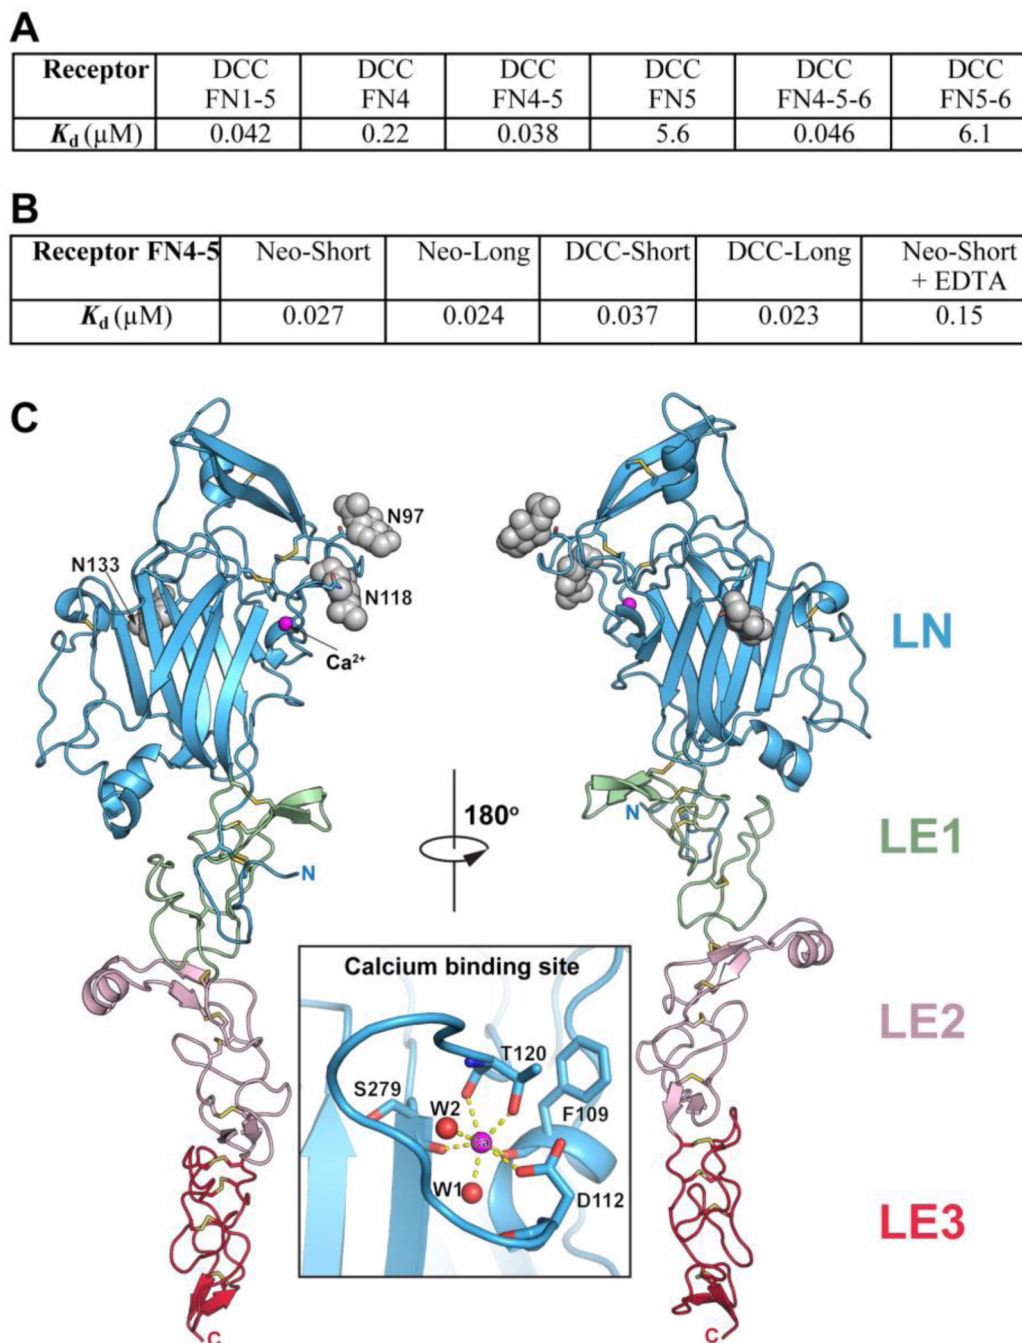 A
Receptor DCC FN1-5 DCC FN4 DCC FN4-5 DCC FN5 DCC FN4-5-6 DCC FN5-6
Kd (μM) 0.042 0.22 0.038 5.6 0.046 6.1
B
Receptor FN4-5 Neo-Short Neo-Long DCC-Short DCC-Long Neo-Short + EDTA
Kd (μM) 0.027 0.024 0.037 0.023 0.15
C
N97
N133
N118
Ca²⁺
LN
180º
N
N
LE1
Calcium binding site
T120
S279
W2
F109
Ca
W1
D112
LE2
LE3
C
C